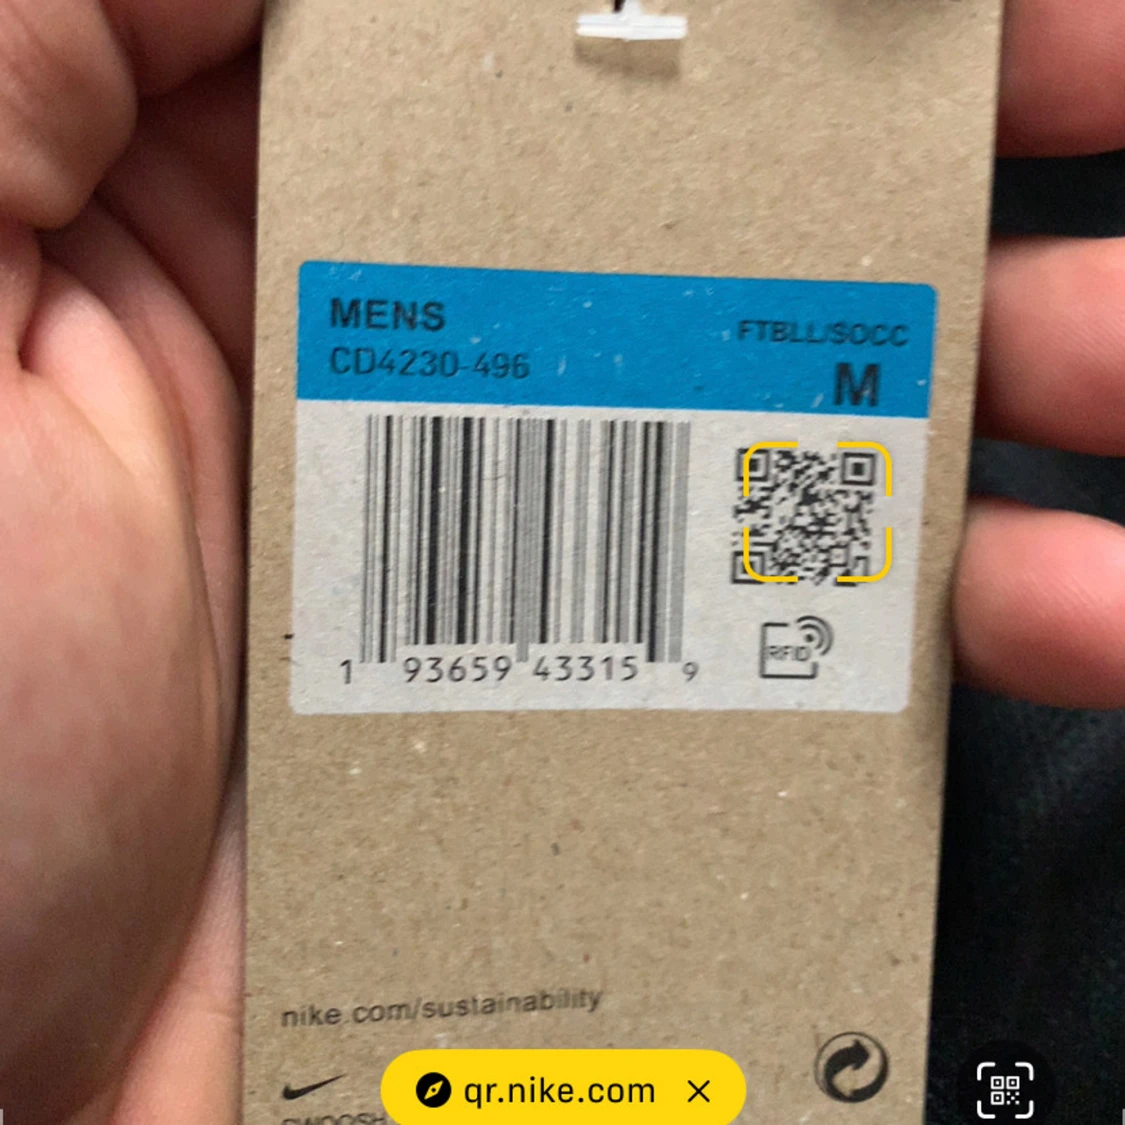 MENS
FTBLL/SOCC
CD4230-496
M
1 93659 43315 9
RFID
nike.com/sustainability
qr.nike.com